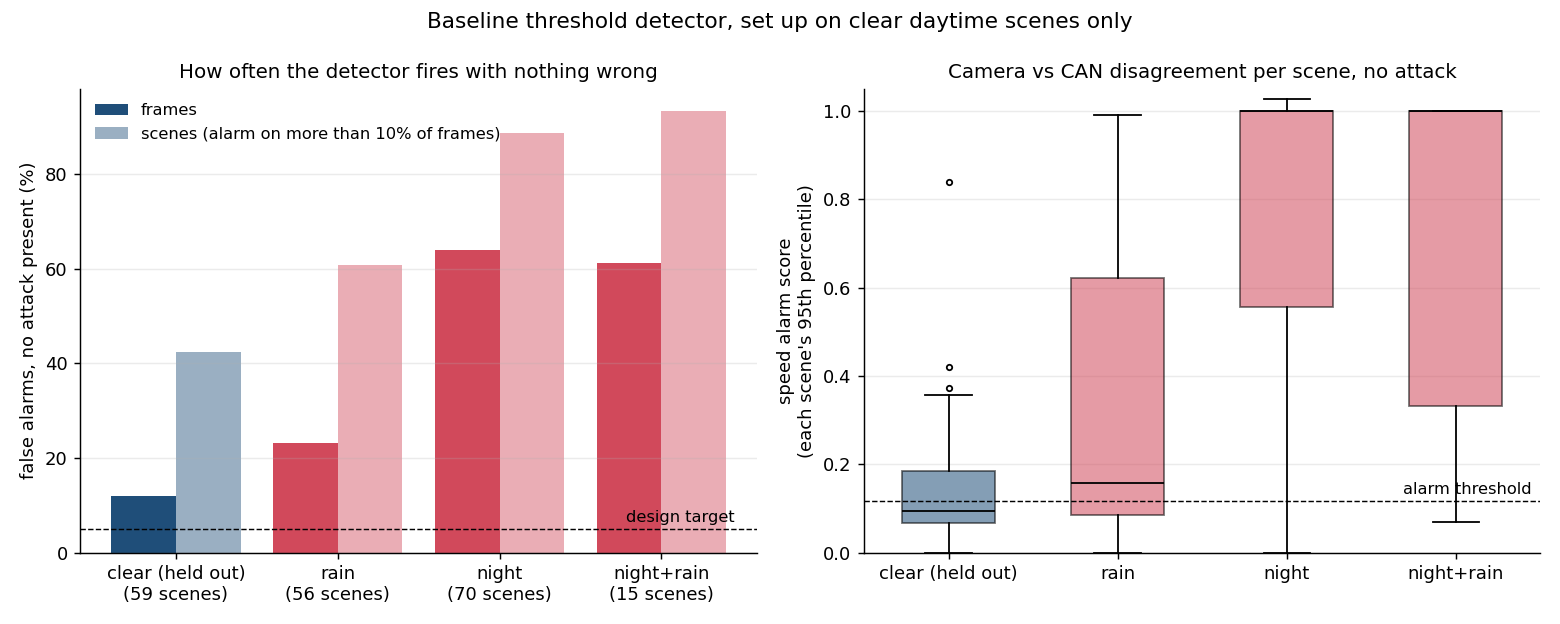 Baseline threshold detector, set up on clear daytime scenes only
How often the detector fires with nothing wrong
false alarms, no attack present (%)
80
60
40
20
0
frames
scenes (alarm on more than 10% of frames)
design target
clear (held out)
(59 scenes)
rain
(56 scenes)
night
(70 scenes)
night+rain
(15 scenes)
Camera vs CAN disagreement per scene, no attack
speed alarm score
(each scene's 95th percentile)
1.0
0.8
0.6
0.4
0.2
0.0
alarm threshold
clear (held out)
rain
night
night+rain